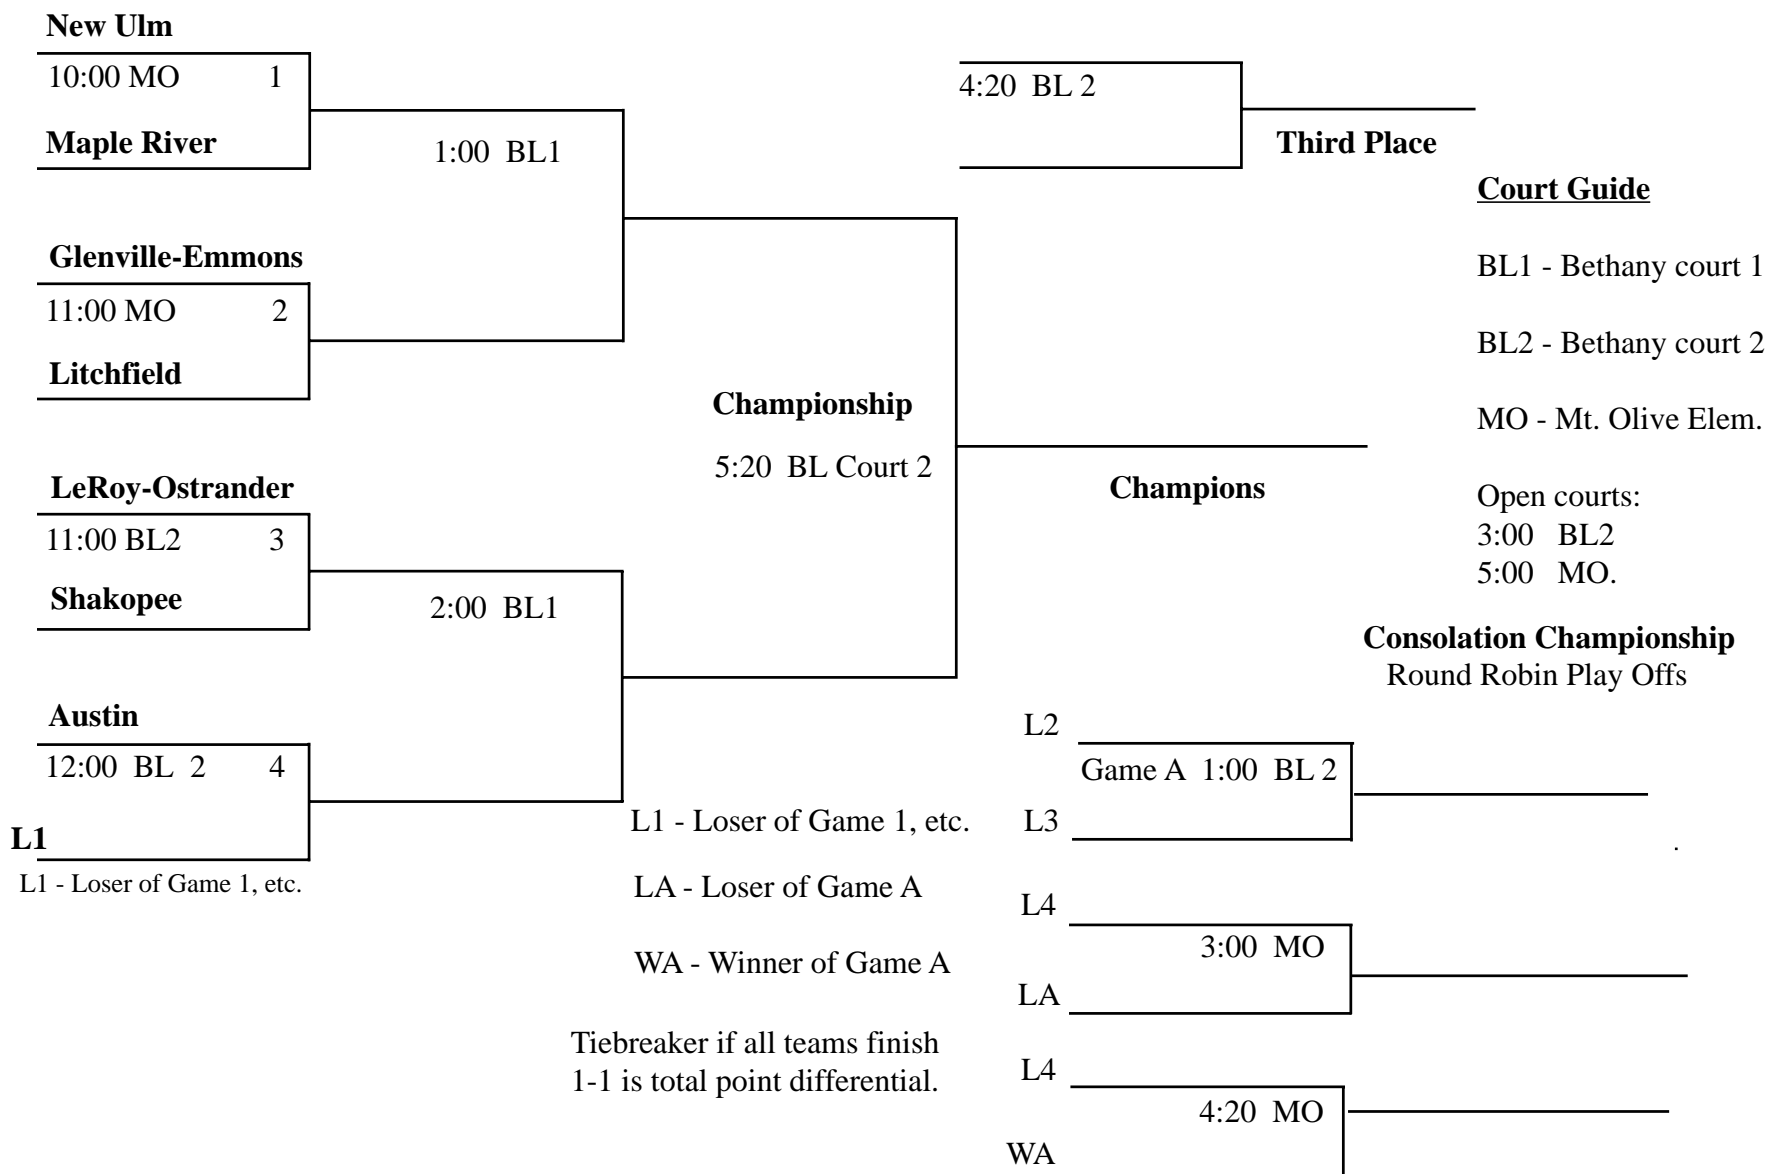 New Ulm
10:00 MO 1
Maple River
1:00 BL1
Glenville-Emmons
11:00 MO 2
Litchfield
Championship
5:20 BL Court 2
LeRoy-Ostrander
11:00 BL2 3
Shakopee
2:00 BL1
Austin
12:00 BL 2 4
L1
L1 - Loser of Game 1, etc.
4:20 BL 2
Third Place
Champions
Court Guide
BL1 - Bethany court 1
BL2 - Bethany court 2
MO - Mt. Olive Elem.
Open courts:
3:00 BL2
5:00 MO.
Consolation Championship
Round Robin Play Offs
L1 - Loser of Game 1, etc.
LA - Loser of Game A
WA - Winner of Game A
Tiebreaker if all teams finish
1-1 is total point differential.
L2
Game A 1:00 BL 2
L3
.
L4
3:00 MO
LA
L4
4:20 MO
WA